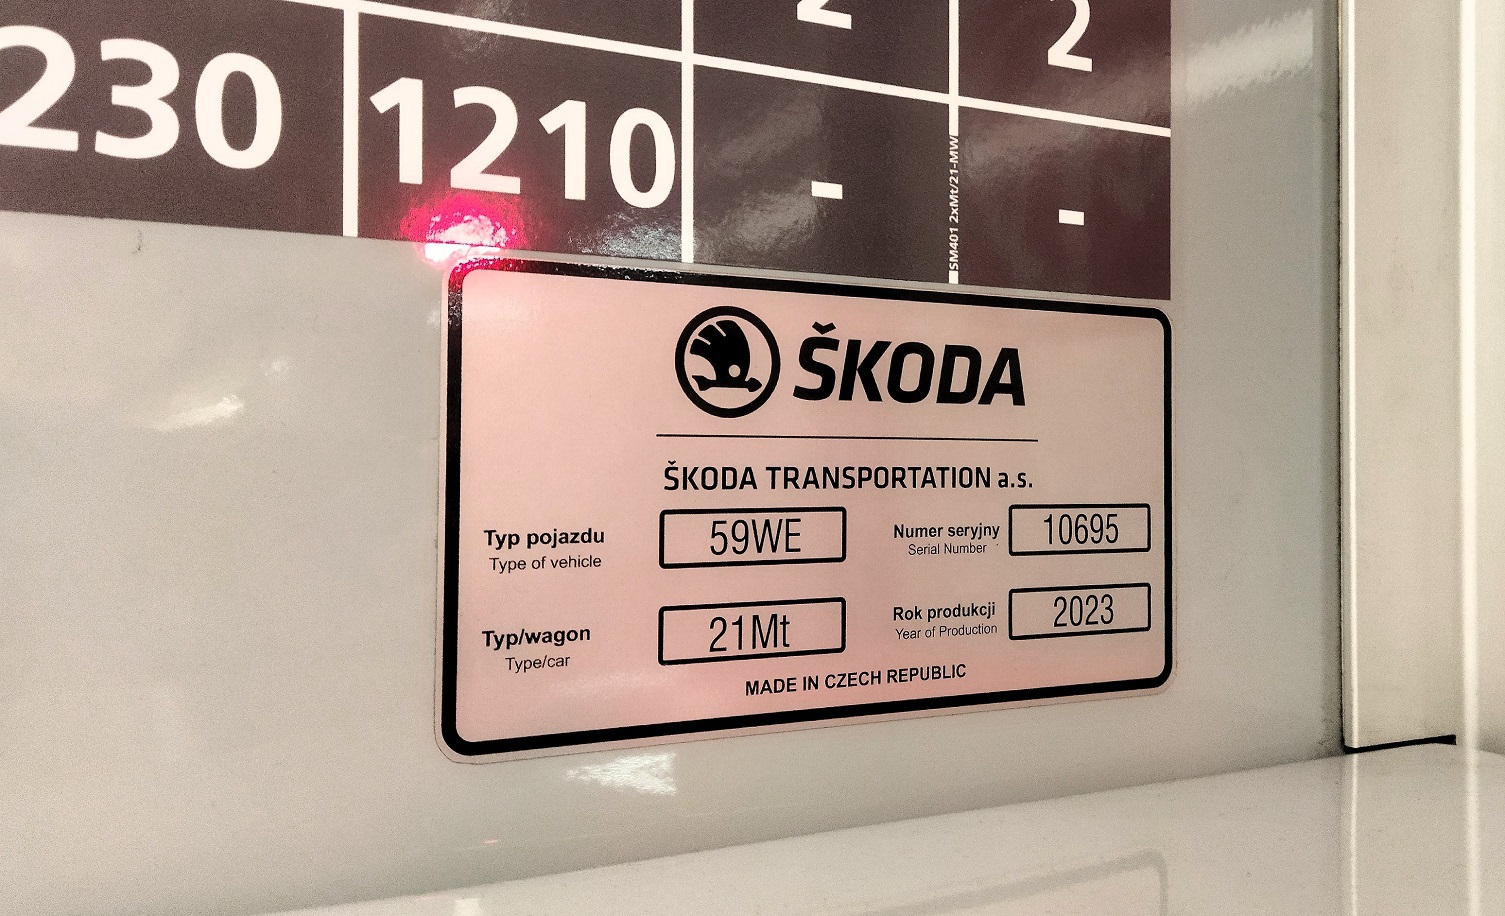 2 2
230 1210 - -
SM401 2xMt/21-MW
ŠKODA
ŠKODA TRANSPORTATION a.s.
Typ pojazdu 59WE Numer seryjny 10695
Type of vehicle Serial Number
Typ/wagon 21Mt Rok produkcji 2023
Type/car Year of Production
MADE IN CZECH REPUBLIC